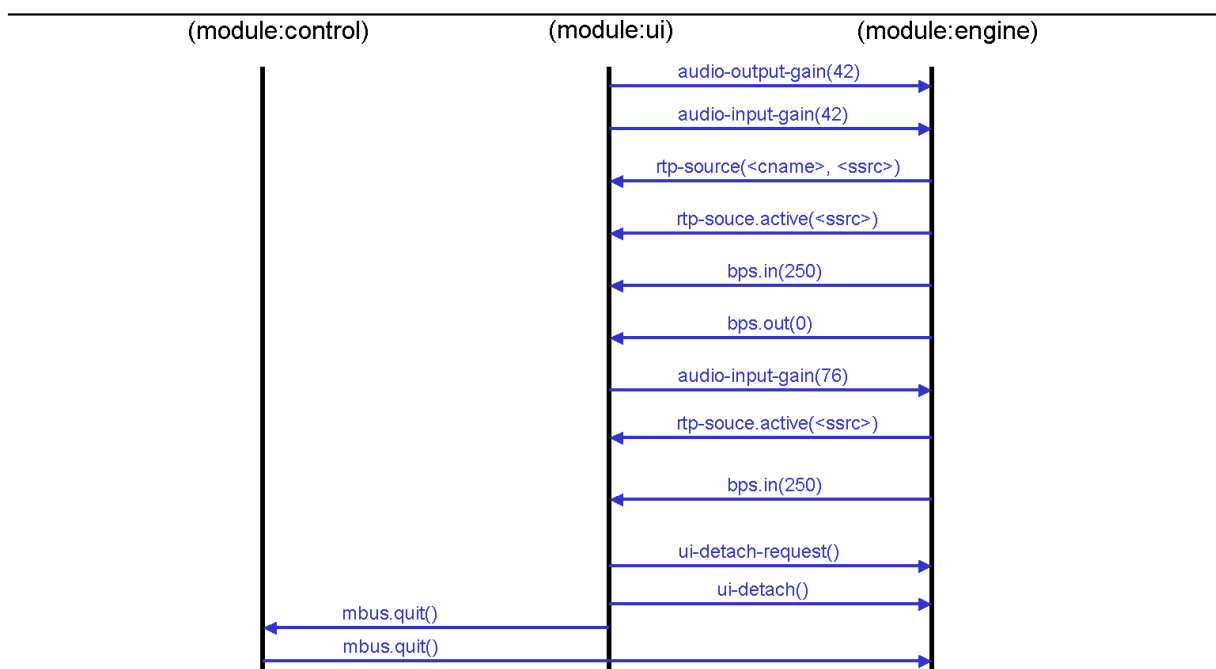 (module:control) (module:ui) (module:engine)
audio-output-gain(42)
audio-input-gain(42)
rtp-source(<cname>, <ssrc>)
rtp-souce.active(<ssrc>)
bps.in(250)
bps.out(0)
audio-input-gain(76)
rtp-souce.active(<ssrc>)
bps.in(250)
ui-detach-request()
ui-detach()
mbus.quit()
mbus.quit()